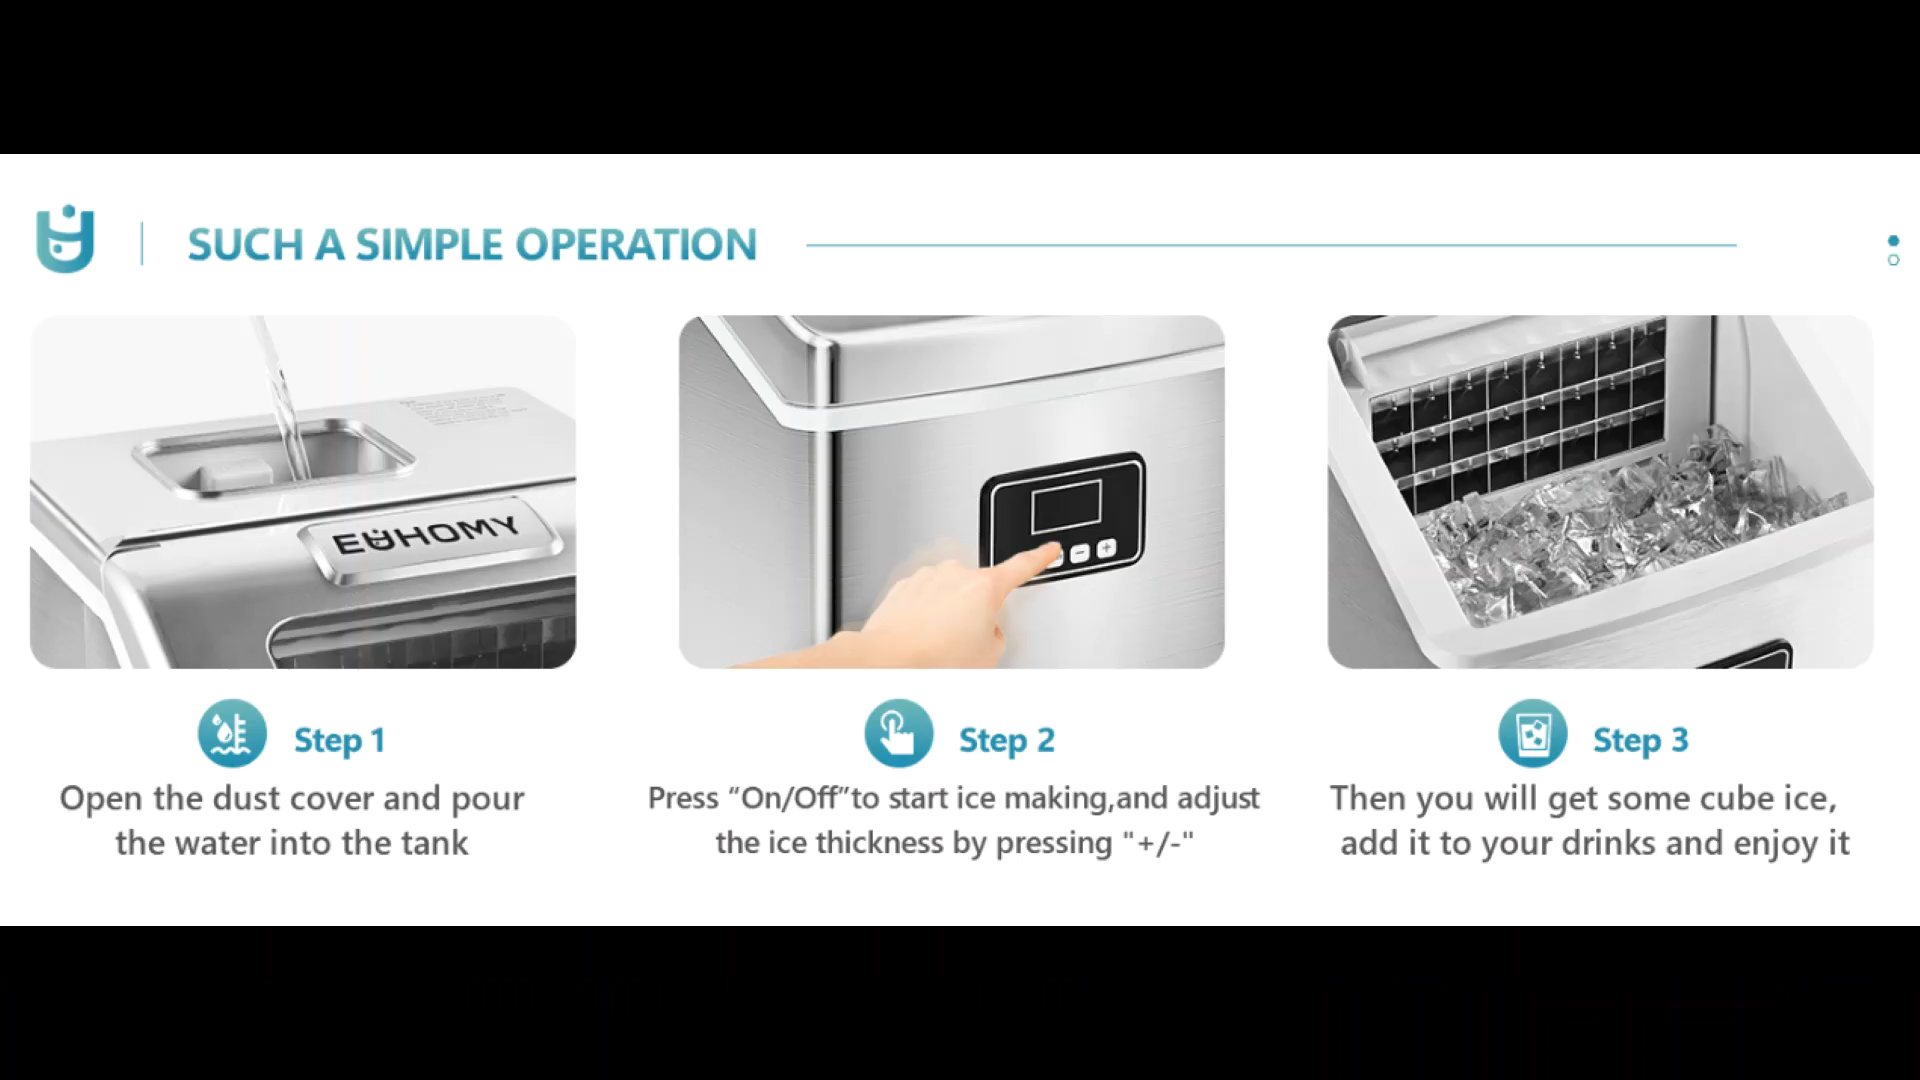 SUCH A SIMPLE OPERATION
EUHOMY
Step 1
Open the dust cover and pour
the water into the tank
Step 2
Press “On/Off”to start ice making,and adjust
the ice thickness by pressing "+/-"
Step 3
Then you will get some cube ice,
add it to your drinks and enjoy it